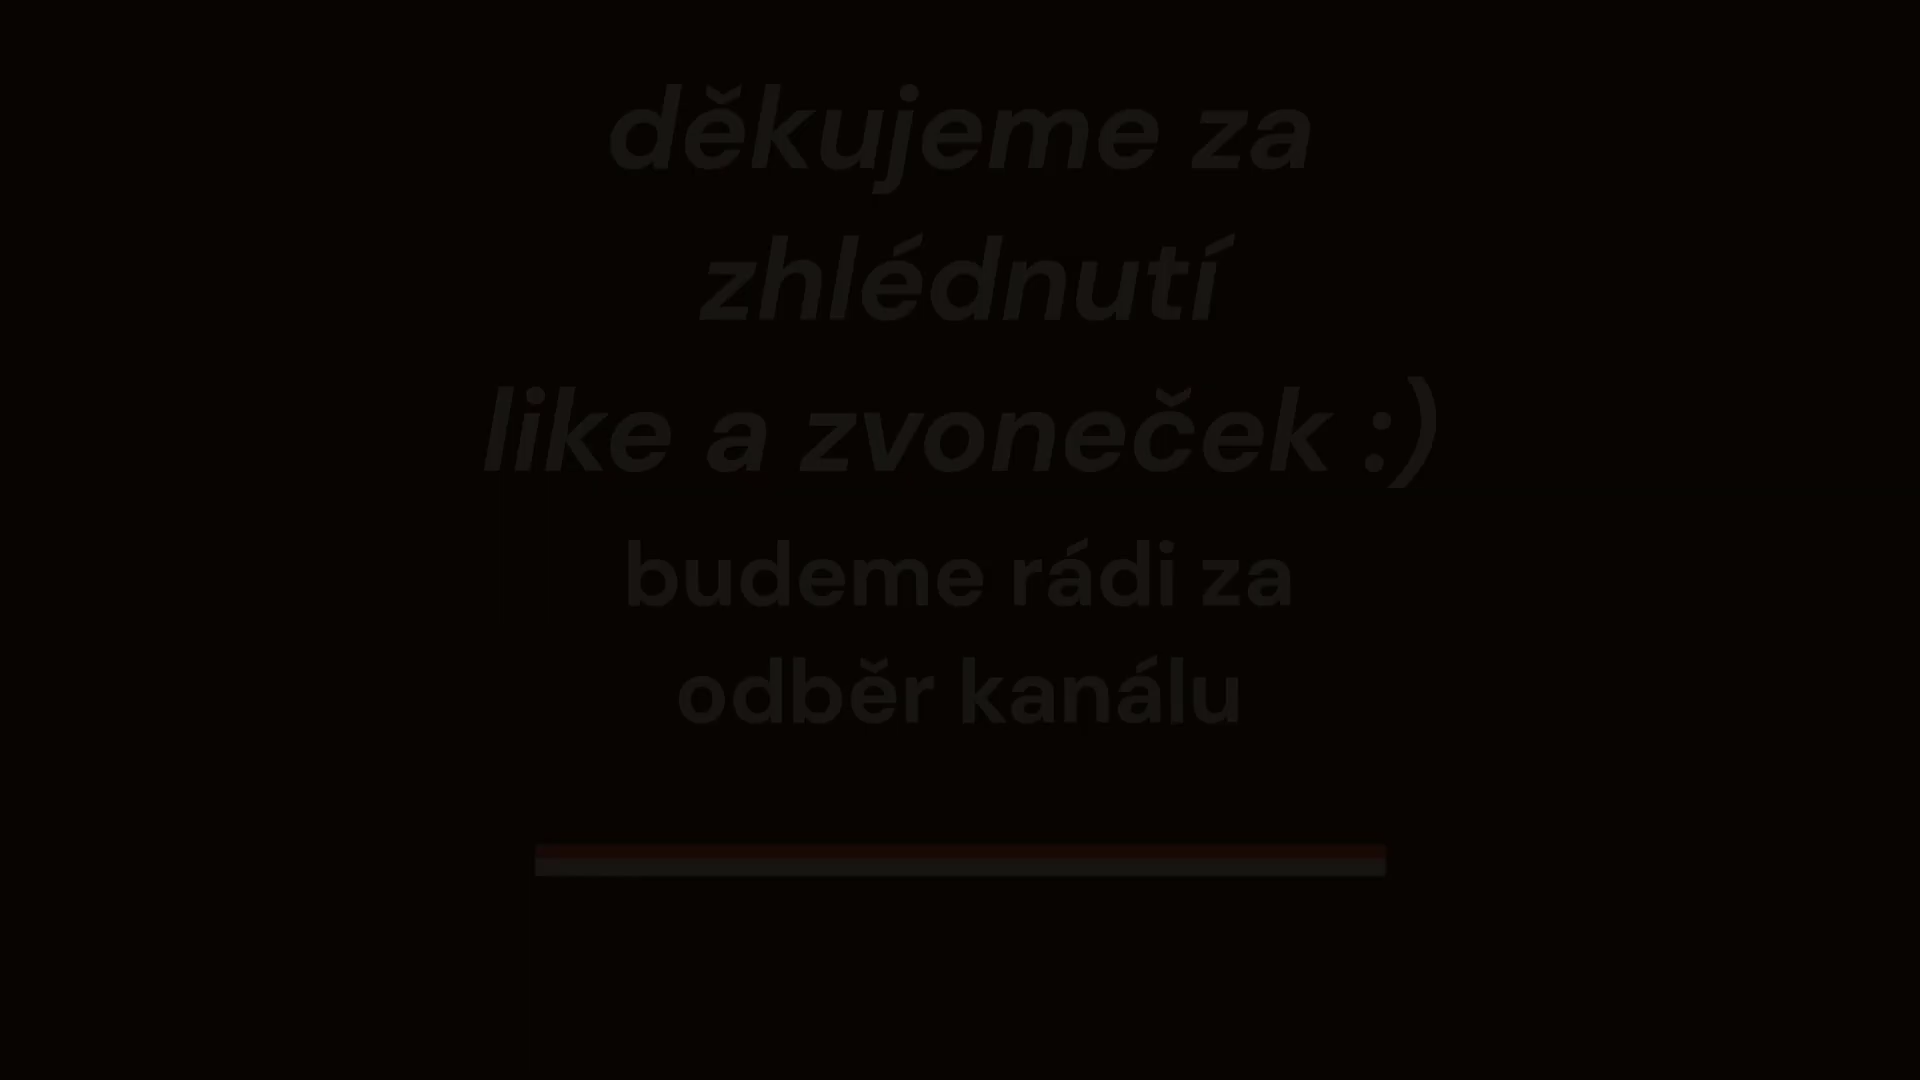 děkujeme za
zhlédnutí
like a zvoneček :)
budeme rádi za
odběr kanálu